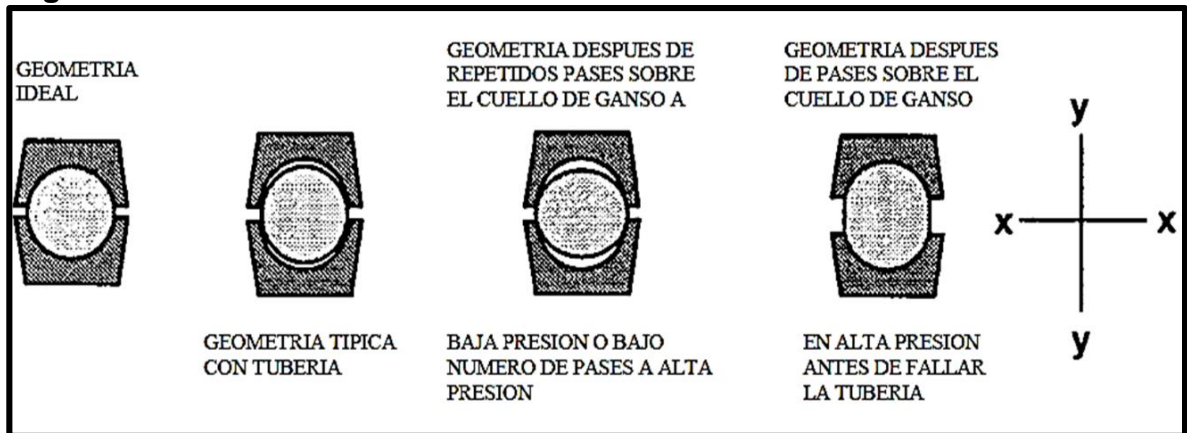 GEOMETRIA
IDEAL
GEOMETRIA TIPICA
CON TUBERIA
GEOMETRIA DESPUES DE
REPETIDOS PASES SOBRE
EL CUELLO DE GANSO A
BAJA PRESION O BAJO
NUMERO DE PASES A ALTA
PRESION
GEOMETRIA DESPUES
DE PASES SOBRE EL
CUELLO DE GANSO
EN ALTA PRESION
ANTES DE FALLAR
LA TUBERIA
y
x x
y